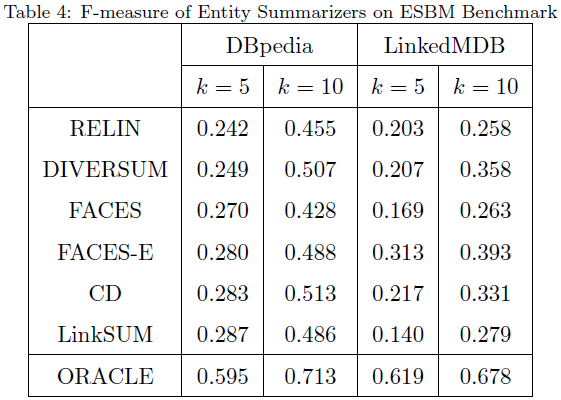 Table 4: F-measure of Entity Summarizers on ESBM Benchmark
DBpedia LinkedMDB
k = 5 k = 10 k = 5 k = 10
RELIN 0.242 0.455 0.203 0.258
DIVERSUM 0.249 0.507 0.207 0.358
FACES 0.270 0.428 0.169 0.263
FACES-E 0.280 0.488 0.313 0.393
CD 0.283 0.513 0.217 0.331
LinkSUM 0.287 0.486 0.140 0.279
ORACLE 0.595 0.713 0.619 0.678